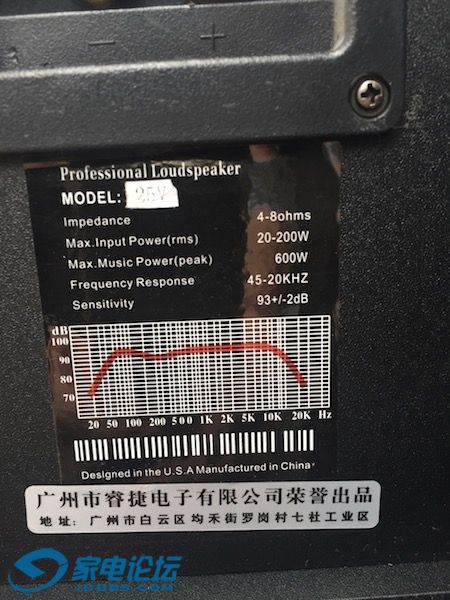 − +
Professional Loudspeaker
MODEL: 25V
Impedance 4-8ohms
Max.Input Power(rms) 20-200W
Max.Music Power(peak) 600W
Frequency Response 45-20KHZ
Sensitivity 93+/-2dB
dB
100
90
80
70
20 50 100 200 500 1K 2K 5K 10K 20K Hz
Designed in the U.S.A Manufactured in China
广州市睿捷电子有限公司荣誉出品
地址：广州市白云区均禾街罗岗村七社工业区
家电论坛
JDBBS.COM